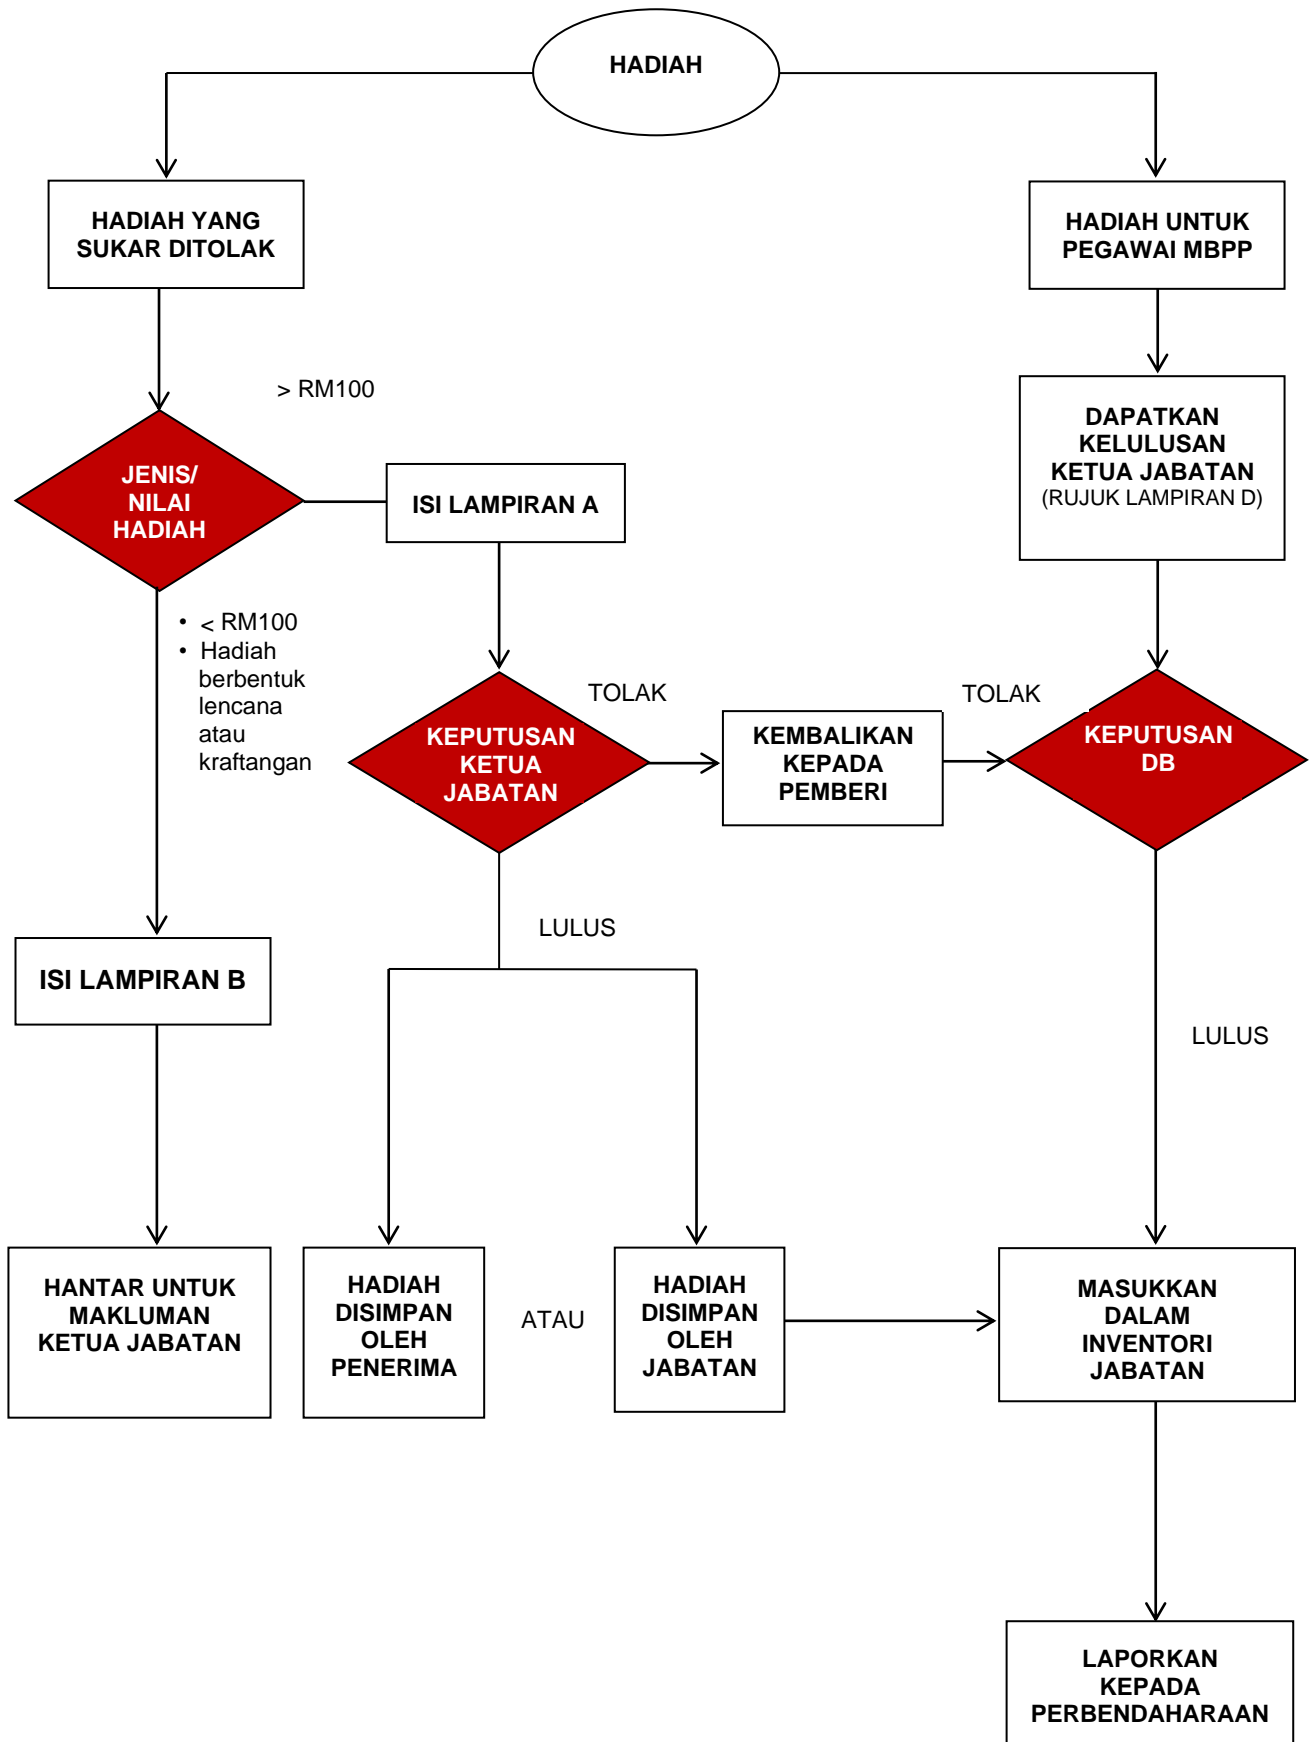 HADIAH
HADIAH YANG
SUKAR DITOLAK
HADIAH UNTUK
PEGAWAI MBPP
> RM100
JENIS/
NILAI
HADIAH
ISI LAMPIRAN A
DAPATKAN
KELULUSAN
KETUA JABATAN
(RUJUK LAMPIRAN D)
• < RM100
• Hadiah
berbentuk
lencana
atau
kraftangan
TOLAK
KEPUTUSAN
KETUA
JABATAN
KEMBALIKAN
KEPADA
PEMBERI
TOLAK
KEPUTUSAN
DB
LULUS
ISI LAMPIRAN B
LULUS
HANTAR UNTUK
MAKLUMAN
KETUA JABATAN
HADIAH
DISIMPAN
OLEH
PENERIMA
ATAU
HADIAH
DISIMPAN
OLEH
JABATAN
MASUKKAN
DALAM
INVENTORI
JABATAN
LAPORKAN
KEPADA
PERBENDAHARAAN